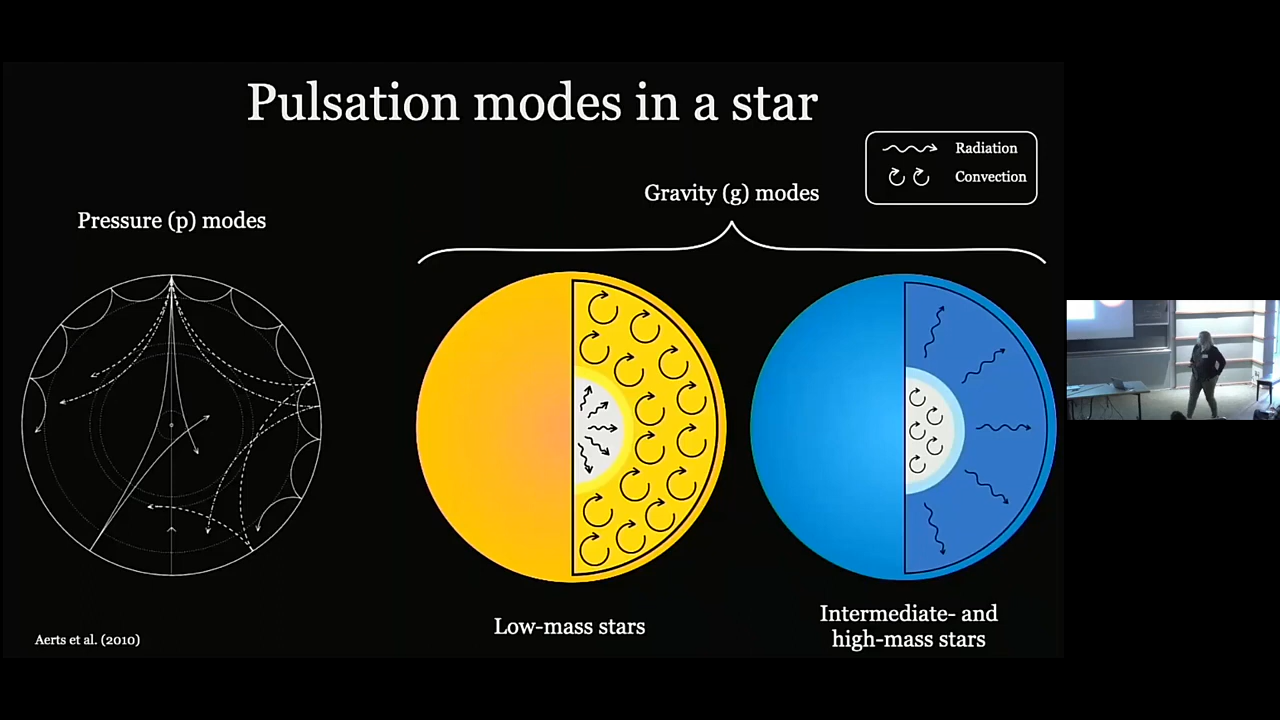 Pulsation modes in a star
Radiation
Convection
Gravity (g) modes
Pressure (p) modes
Low-mass stars
Intermediate- and
high-mass stars
Aerts et al. (2010)